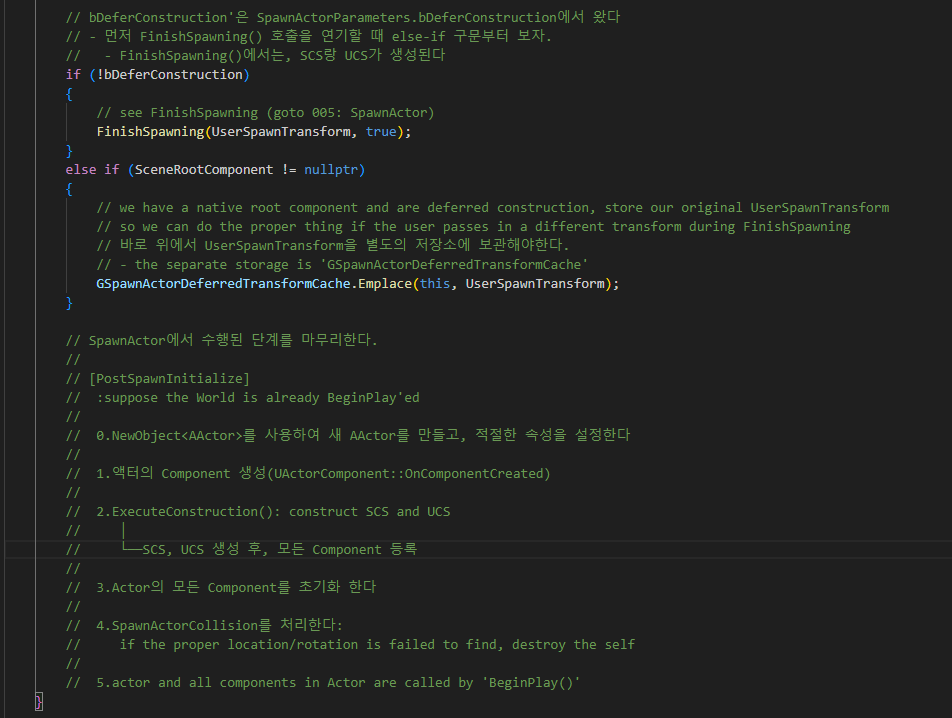 // bDeferConstruction'은 SpawnActorParameters.bDeferConstruction에서 왔다
// - 먼저 FinishSpawning() 호출을 연기할 때 else-if 구문부터 보자.
//   - FinishSpawning()에서는, SCS랑 UCS가 생성된다
if (!bDeferConstruction)
{
// see FinishSpawning (goto 005: SpawnActor)
FinishSpawning(UserSpawnTransform, true);
}
else if (SceneRootComponent != nullptr)
{
// we have a native root component and are deferred construction, store our original UserSpawnTransform
// so we can do the proper thing if the user passes in a different transform during FinishSpawning
// 바로 위에서 UserSpawnTransform을 별도의 저장소에 보관해야한다.
// - the separate storage is 'GSpawnActorDeferredTransformCache'
GSpawnActorDeferredTransformCache.Emplace(this, UserSpawnTransform);
}
// SpawnActor에서 수행된 단계를 마무리한다.
//
// [PostSpawnInitialize]
//  :suppose the World is already BeginPlay'ed
//
//  0.NewObject<AActor>를 사용하여 새 AActor를 만들고, 적절한 속성을 설정한다
//
//  1.액터의 Component 생성(UActorComponent::OnComponentCreated)
//
//  2.ExecuteConstruction(): construct SCS and UCS
//     │
//     └─SCS, UCS 생성 후, 모든 Component 등록
//
//  3.Actor의 모든 Component를 초기화 한다
//
//  4.SpawnActorCollision를 처리한다:
//     if the proper location/rotation is failed to find, destroy the self
//
//  5.actor and all components in Actor are called by 'BeginPlay()'
}